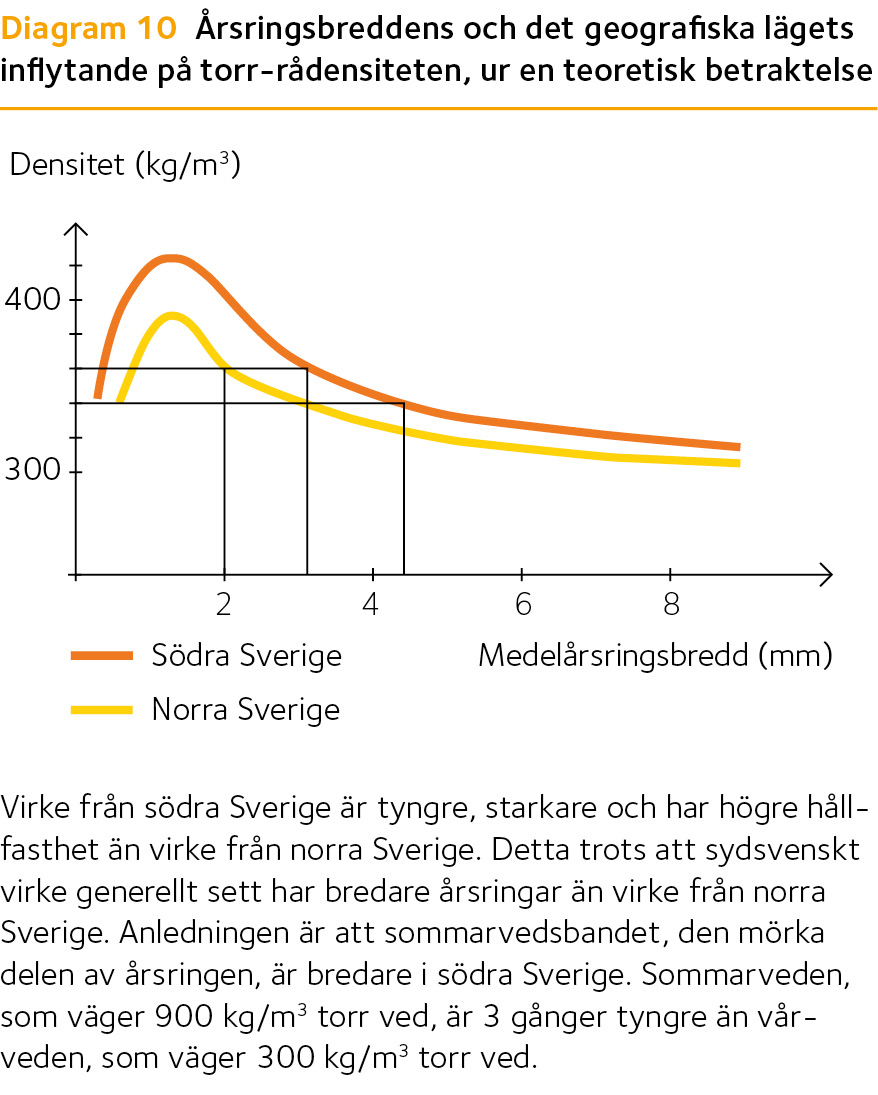 Diagram 10 Årsringsbreddens och det geografiska lägets
inflytande på torr-rådensiteten, ur en teoretisk betraktelse
Densitet (kg/m³)
400
300
2 4 6 8
Södra Sverige
Medelårsringsbredd (mm)
Norra Sverige
Virke från södra Sverige är tyngre, starkare och har högre håll-
fasthet än virke från norra Sverige. Detta trots att sydsvenskt
virke generellt sett har bredare årsringar än virke från norra
Sverige. Anledningen är att sommarvedsbandet, den mörka
delen av årsringen, är bredare i södra Sverige. Sommarveden,
som väger 900 kg/m³ torr ved, är 3 gånger tyngre än vår-
veden, som väger 300 kg/m³ torr ved.